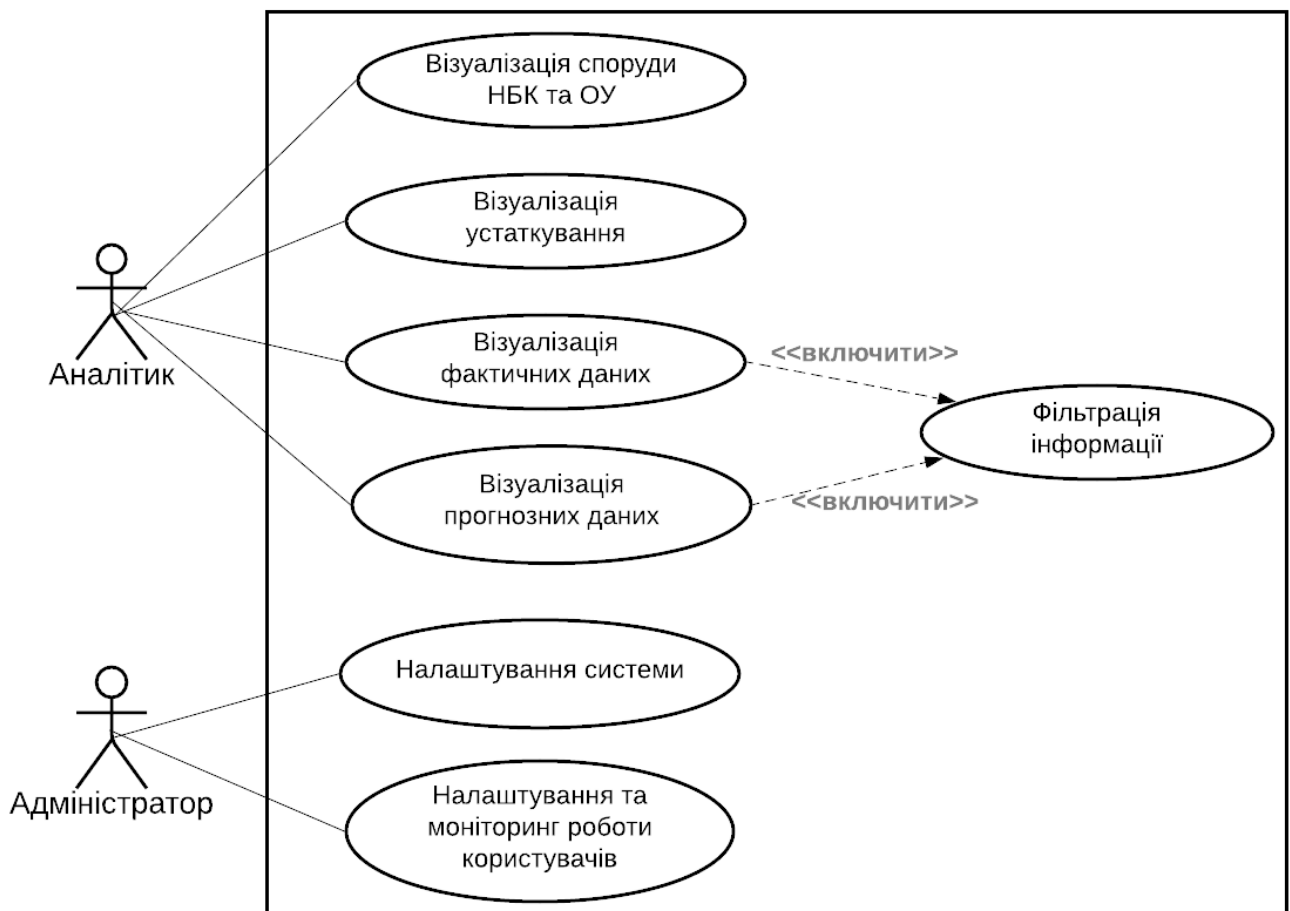 Візуалізація споруди
НБК та ОУ
Візуалізація
устаткування
Аналітик
Візуалізація
фактичних даних
<<включити>>
Фільтрація
інформації
Візуалізація
прогнозних даних
<<включити>>
Налаштування системи
Адміністратор
Налаштування та
моніторинг роботи
користувачів